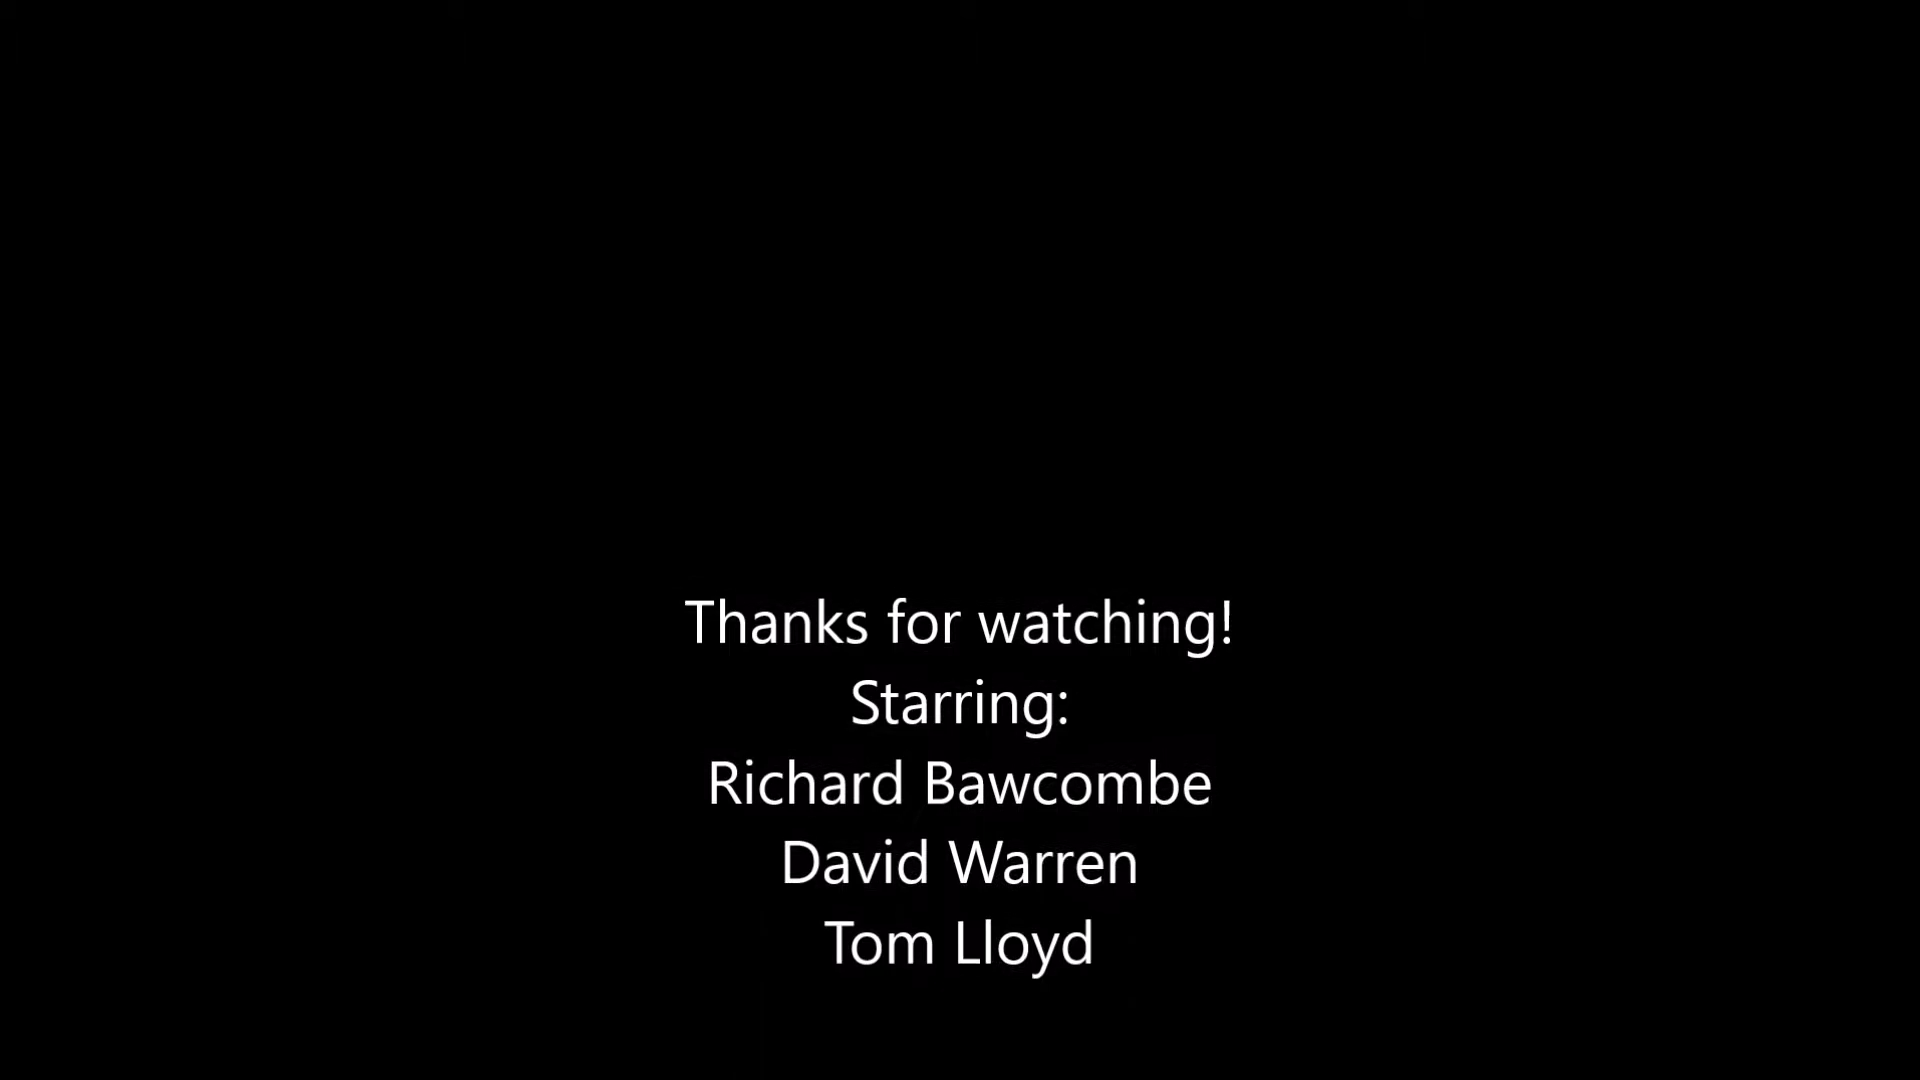 Thanks for watching!
Starring:
Richard Bawcombe
David Warren
Tom Lloyd